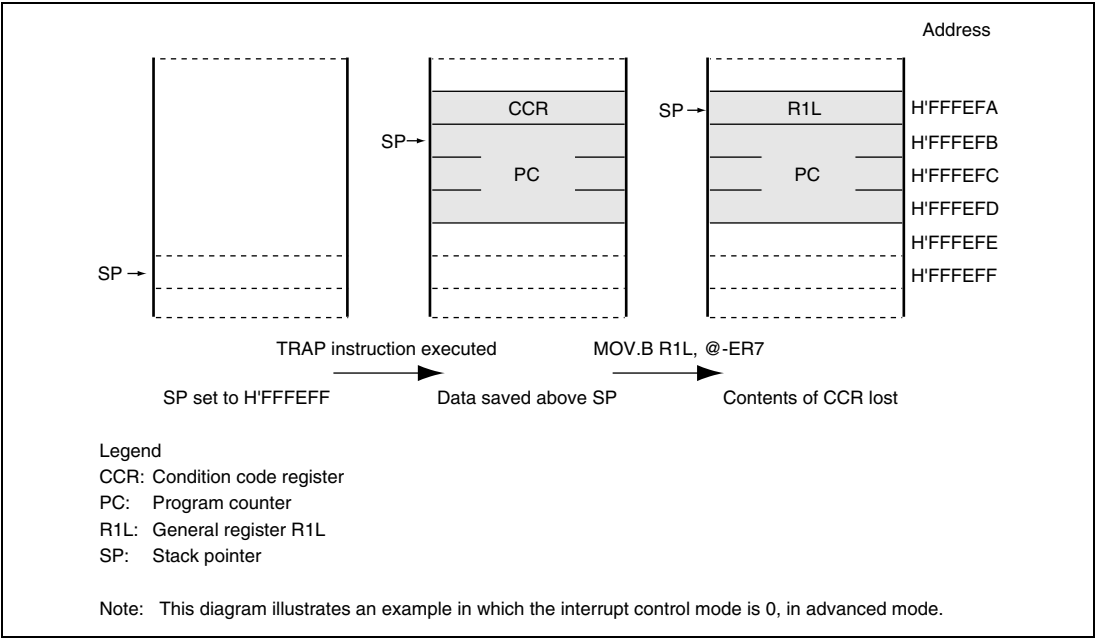 Address
CCR
SP
R1L
H'FFFEFA
SP
H'FFFEFB
PC
PC
H'FFFEFC
H'FFFEFD
H'FFFEFE
SP
H'FFFEFF
TRAP instruction executed
MOV.B R1L, @-ER7
SP set to H'FFFEFF
Data saved above SP
Contents of CCR lost
Legend
CCR: Condition code register
PC: Program counter
R1L: General register R1L
SP: Stack pointer
Note: This diagram illustrates an example in which the interrupt control mode is 0, in advanced mode.